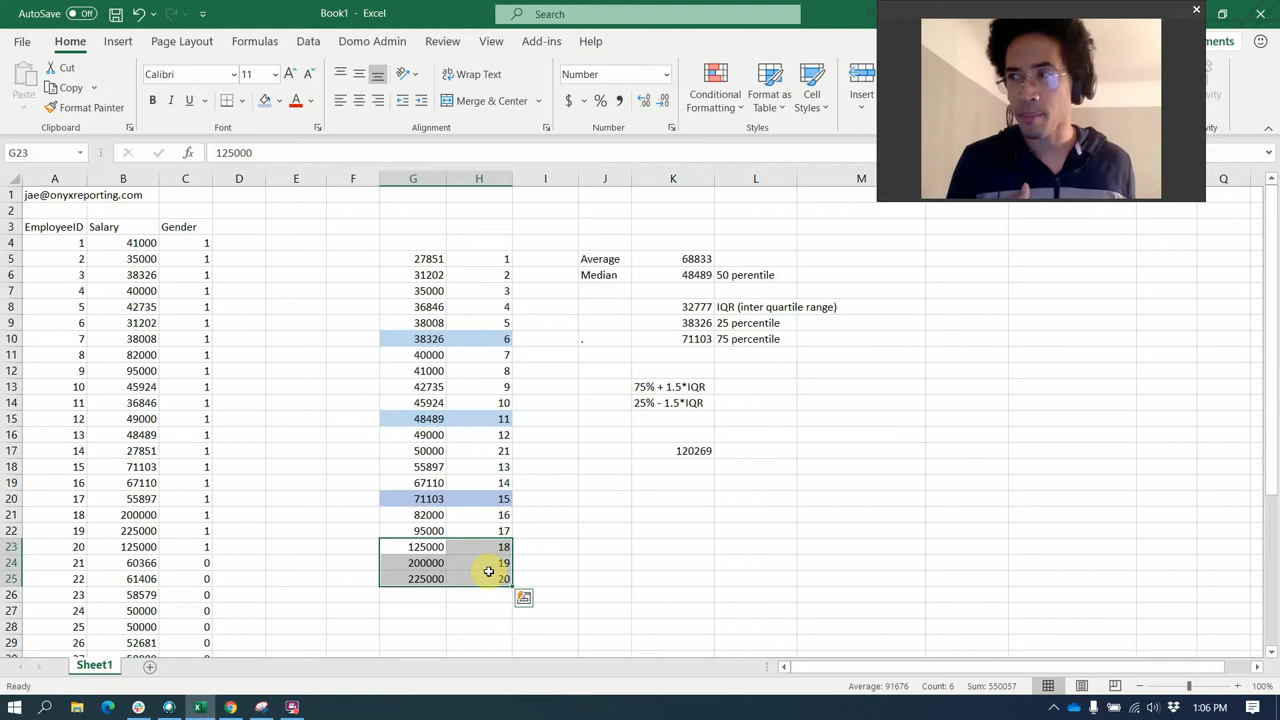 AutoSave Off Book1 - Excel Search
File Home Insert Page Layout Formulas Data Domo Admin Review View Add-ins Help
Paste Cut Copy Format Painter Clipboard
Calibri 11 B I U A Font
Wrap Text Merge & Center Alignment
Number $ % Number
Conditional Formatting Format as Table Cell Styles Styles
Insert
G23 fx 125000
A B C D E F G H I J K L M Q
1 jae@onyxreporting.com
2
3 EmployeeID Salary Gender
4 1 41000 1
5 2 35000 1 27851 1 Average 68833
6 3 38326 1 31202 2 Median 48489 50 perentile
7 4 40000 1 35000 3
8 5 42735 1 36846 4 32777 IQR (inter quartile range)
9 6 31202 1 38008 5 38326 25 percentile
10 7 38008 1 38326 6 . 71103 75 percentile
11 8 82000 1 40000 7
12 9 95000 1 41000 8
13 10 45924 1 42735 9 75% + 1.5*IQR
14 11 36846 1 45924 10 25% - 1.5*IQR
15 12 49000 1 48489 11
16 13 48489 1 49000 12
17 14 27851 1 50000 21 120269
18 15 71103 1 55897 13
19 16 67110 1 67110 14
20 17 55897 1 71103 15
21 18 200000 1 82000 16
22 19 225000 1 95000 17
23 20 125000 1 125000 18
24 21 60366 0 200000 19
25 22 61406 0 225000 20
26 23 58579 0
27 24 50000 0
28 25 50000 0
29 26 52681 0
Sheet1
Ready Average: 91676 Count: 6 Sum: 550057 100%
1:06 PM